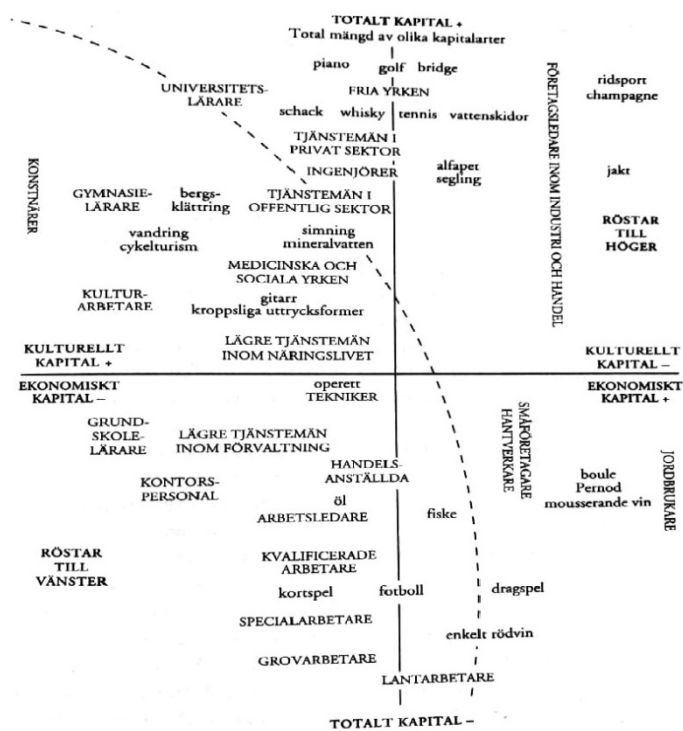 TOTALT KAPITAL +
Total mängd av olika kapitalarter
piano golf bridge
FRIA YRKEN
ridsport
champagne
UNIVERSITETS-
LÄRARE
schack whisky tennis vattenskidor
FÖRETAGSLEDARE INOM INDUSTRI OCH HANDEL
TJÄNSTEMÄN I
PRIVAT SEKTOR
INGENJÖRER
alfapet
segling
jakt
KONSTNÄRER
GYMNASIE-
LÄRARE
bergs-
klättring
TJÄNSTEMÄN I
OFFENTLIG SEKTOR
RÖSTAR
TILL
HÖGER
vandring
cykelturism
simning
mineralvatten
MEDICINSKA OCH
SOCIALA YRKEN
KULTUR-
ARBETARE
gitarr
kroppsliga uttrycksformer
LÄGRE TJÄNSTEMÄN
INOM NÄRINGSLIVET
KULTURELLT
KAPITAL +
KULTURELLT
KAPITAL –
EKONOMISKT
KAPITAL –
operett
TEKNIKER
EKONOMISKT
KAPITAL +
GRUND-
SKOLE-
LÄRARE
LÄGRE TJÄNSTEMÄN
INOM FÖRVALTNING
SMÅFÖRETAGARE
HANTVERKARE
JORDBRUKARE
HANDELS-
ANSTÄLLDA
KONTORS-
PERSONAL
boule
Pernod
mousserande vin
öl
ARBETSLEDARE
fiske
RÖSTAR
TILL
VÄNSTER
KVALIFICERADE
ARBETARE
kortspel fotboll dragspel
SPECIALARBETARE
enkelt rödvin
GROVARBETARE
LANTARBETARE
TOTALT KAPITAL –